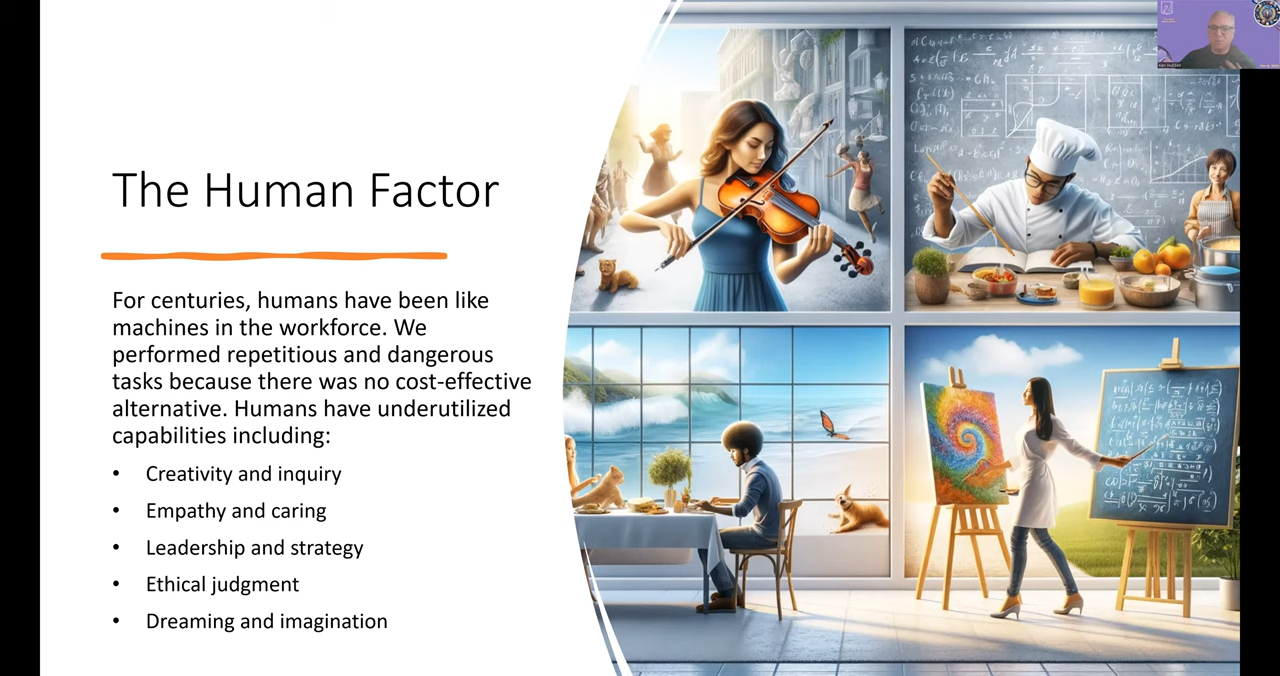 The Human Factor
For centuries, humans have been like
machines in the workforce. We
performed repetitious and dangerous
tasks because there was no cost-effective
alternative. Humans have underutilized
capabilities including:
• Creativity and inquiry
• Empathy and caring
• Leadership and strategy
• Ethical judgment
• Dreaming and imagination